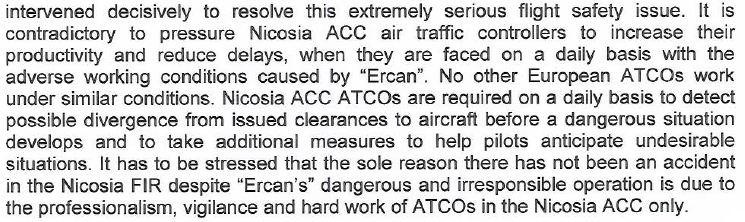 intervened decisively to resolve this extremely serious flight safety issue. It is
contradictory to pressure Nicosia ACC air traffic controllers to increase their
productivity and reduce delays, when they are faced on a daily basis with the
adverse working conditions caused by “Ercan”. No other European ATCOs work
under similar conditions. Nicosia ACC ATCOs are required on a daily basis to detect
possible divergence from issued clearances to aircraft before a dangerous situation
develops and to take additional measures to help pilots anticipate undesirable
situations. It has to be stressed that the sole reason there has not been an accident
in the Nicosia FIR despite “Ercan’s” dangerous and irresponsible operation is due to
the professionalism, vigilance and hard work of ATCOs in the Nicosia ACC only.